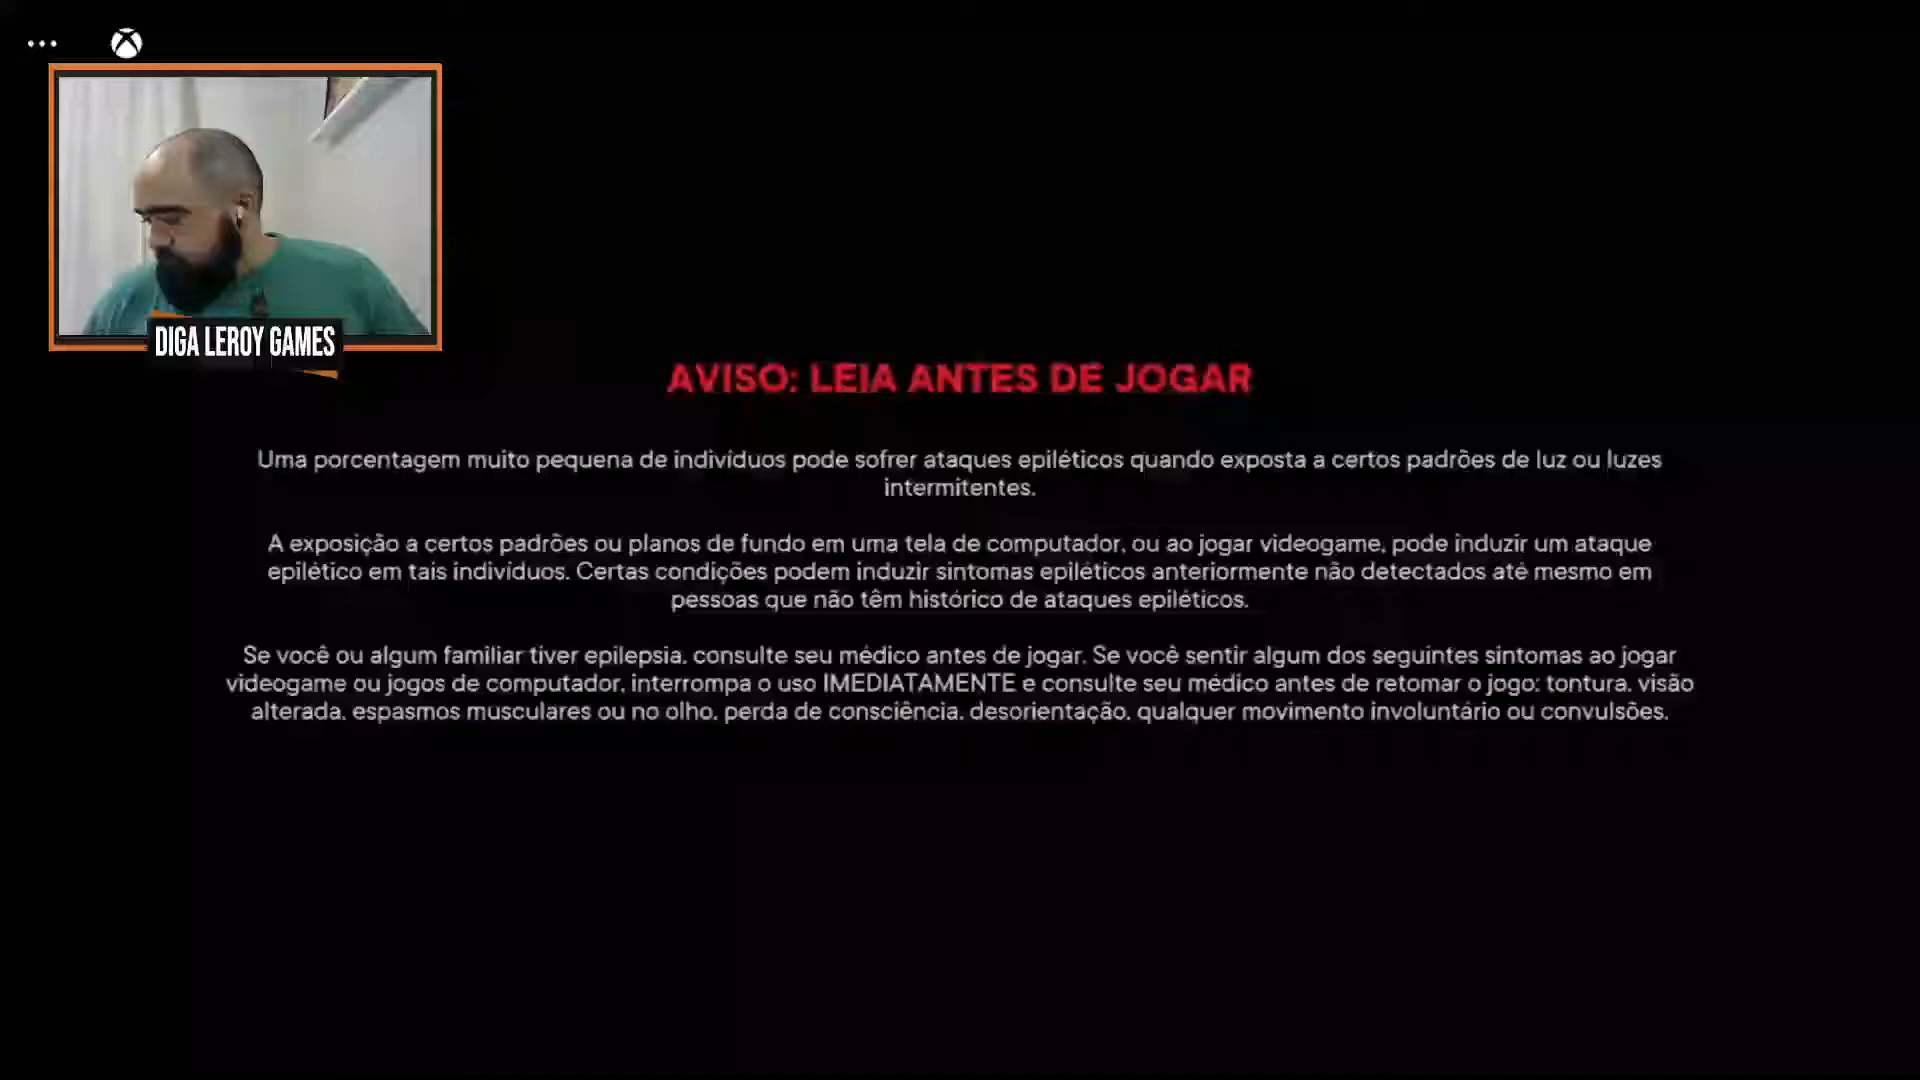 DIGA LEROY GAMES
AVISO: LEIA ANTES DE JOGAR
Uma porcentagem muito pequena de indivíduos pode sofrer ataques epiléticos quando exposta a certos padrões de luz ou luzes
intermitentes.
A exposição a certos padrões ou planos de fundo em uma tela de computador, ou ao jogar videogame, pode induzir um ataque
epilético em tais indivíduos. Certas condições podem induzir sintomas epiléticos anteriormente não detectados até mesmo em
pessoas que não têm histórico de ataques epiléticos.
Se você ou algum familiar tiver epilepsia, consulte seu médico antes de jogar. Se você sentir algum dos seguintes sintomas ao jogar
videogame ou jogos de computador, interrompa o uso IMEDIATAMENTE e consulte seu médico antes de retomar o jogo: tontura, visão
alterada, espasmos musculares ou no olho, perda de consciência, desorientação, qualquer movimento involuntário ou convulsões.